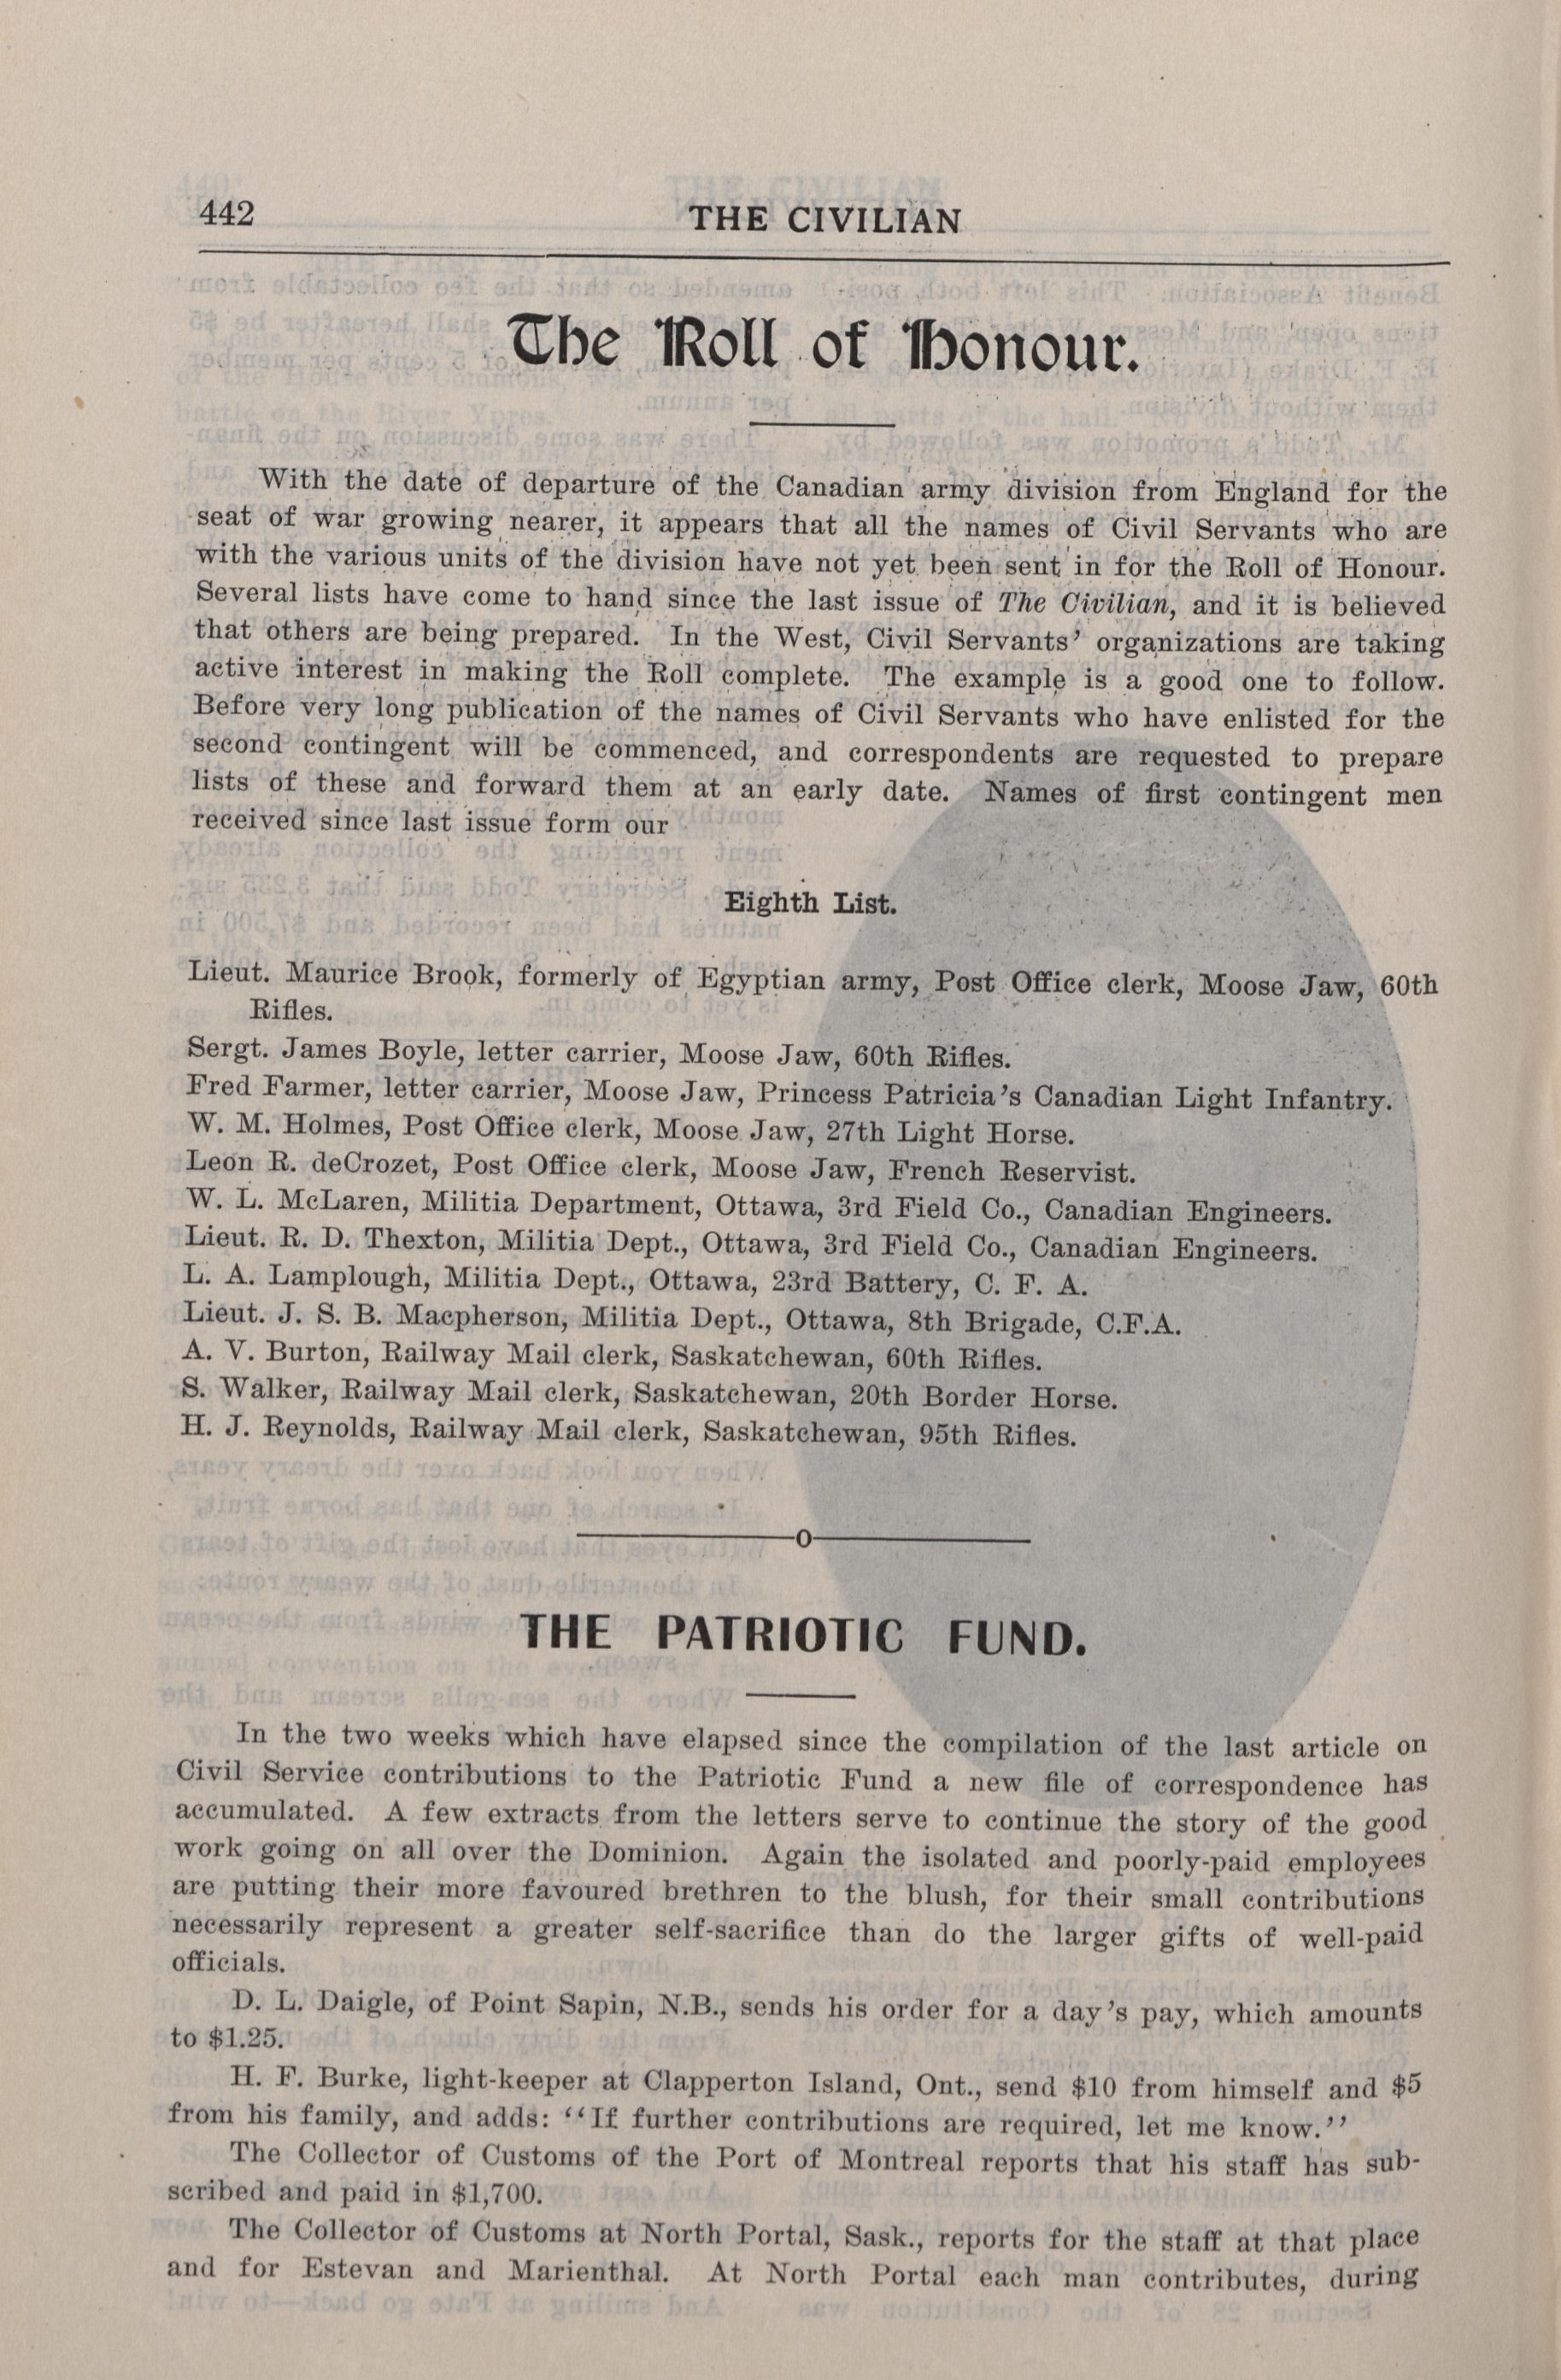 442
THE CIVILIAN
The Roll of Honour.
With the date of departure of the Canadian army division from England for the
seat of war growing nearer, it appears that all the names of Civil Servants who are
with the various units of the division have not yet been sent in for the Roll of Honour.
Several lists have come to hand since the last issue of The Civilian, and it is believed
that others are being prepared. In the West, Civil Servants' organizations are taking
active interest in making the Roll complete. The example is a good one to follow.
Before very long publication of the names of Civil Servants who have enlisted for the
second contingent will be commenced, and correspondents are requested to prepare
lists of these and forward them at an early date. Names of first contingent men
received since last issue form our
Eighth List.
Lieut. Maurice Brook, formerly of Egyptian army, Post Office clerk, Moose Jaw, 60th
Rifles.
Sergt. James Boyle, letter carrier, Moose Jaw, 60th Rifles.
Fred Farmer, letter carrier, Moose Jaw, Princess Patricia's Canadian Light Infantry.
W. M. Holmes, Post Office clerk, Moose Jaw, 27th Light Horse.
Leon R. deCrozet, Post Office clerk, Moose Jaw, French Reservist.
W. L. McLaren, Militia Department, Ottawa, 3rd Field Co., Canadian Engineers.
Lieut. R. D. Thexton, Militia Dept., Ottawa, 3rd Field Co., Canadian Engineers.
L. A. Lamplough, Militia Dept., Ottawa, 23rd Battery, C. F. A.
Lieut. J. S. B. Macpherson, Militia Dept., Ottawa, 8th Brigade, C.F.A.
A. V. Burton, Railway Mail clerk, Saskatchewan, 60th Rifles.
S. Walker, Railway Mail clerk, Saskatchewan, 20th Border Horse.
H. J. Reynolds, Railway Mail clerk, Saskatchewan, 95th Rifles.
o
THE PATRIOTIC FUND.
In the two weeks which have elapsed since the compilation of the last article on
Civil Service contributions to the Patriotic Fund a new file of correspondence has
accumulated. A few extracts from the letters serve to continue the story of the good
work going on all over the Dominion. Again the isolated and poorly-paid employees
are putting their more favoured brethren to the blush, for their small contributions
necessarily represent a greater self-sacrifice than do the larger gifts of well-paid
officials.
D. L. Daigle, of Point Sapin, N.B., sends his order for a day's pay, which amounts
to $1.25.
H. F. Burke, light-keeper at Clapperton Island, Ont., send $10 from himself and $5
from his family, and adds: "If further contributions are required, let me know."
The Collector of Customs of the Port of Montreal reports that his staff has sub-
scribed and paid in $1,700.
The Collector of Customs at North Portal, Sask., reports for the staff at that place
and for Estevan and Marienthal. At North Portal each man contributes, during